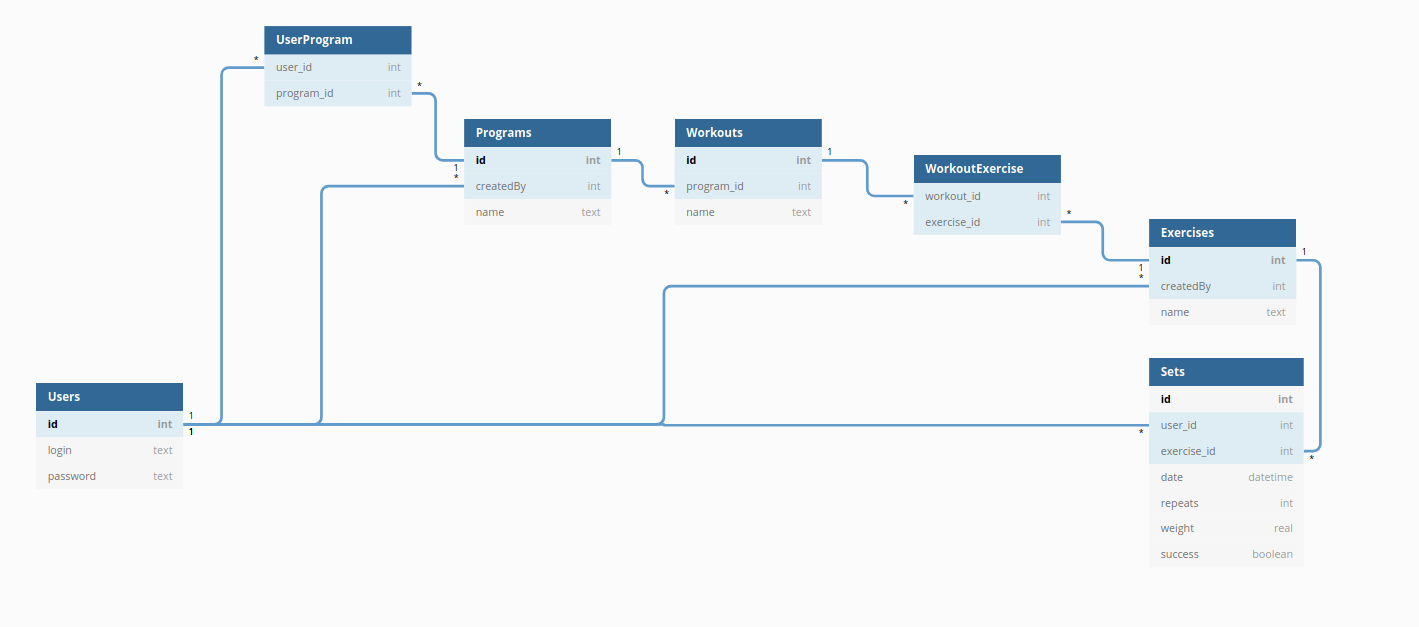 UserProgram
* user_id int
program_id int *
Programs
1 id int 1
* createdBy int
name text
Workouts
id int 1
* program_id int
name text
WorkoutExercise
* workout_id int
exercise_id int *
Exercises
1 id int 1
* createdBy int
name text
Users
id int 1
1
login text
password text
Sets
id int
* user_id int
exercise_id int *
date datetime
repeats int
weight real
success boolean